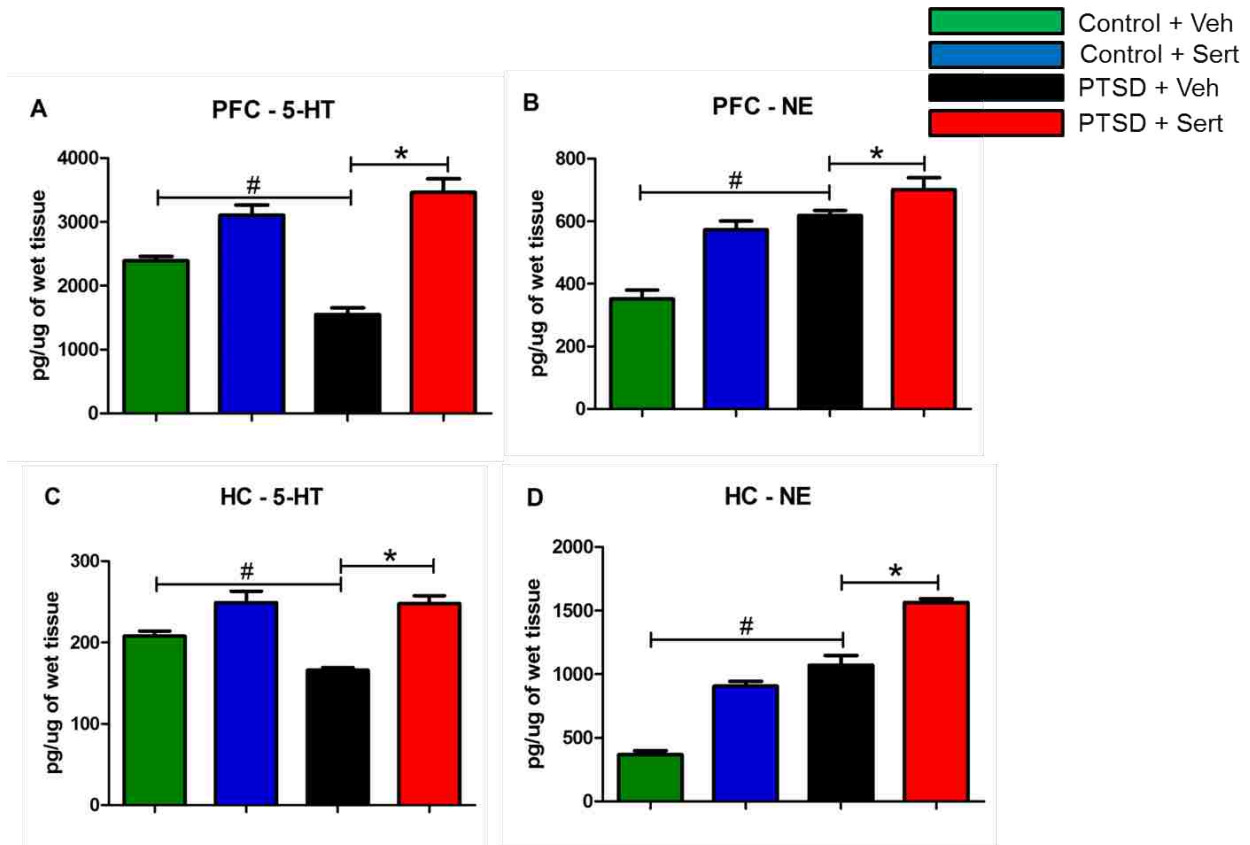 Control + Veh
Control + Sert
PTSD + Veh
PTSD + Sert
A
PFC - 5-HT
pg/ug of wet tissue
4000
3000
2000
1000
0
#
*
B
PFC - NE
pg/ug of wet tissue
800
600
400
200
0
#
*
C
HC - 5-HT
pg/ug of wet tissue
300
200
100
0
#
*
D
HC - NE
pg/ug of wet tissue
2000
1500
1000
500
0
#
*